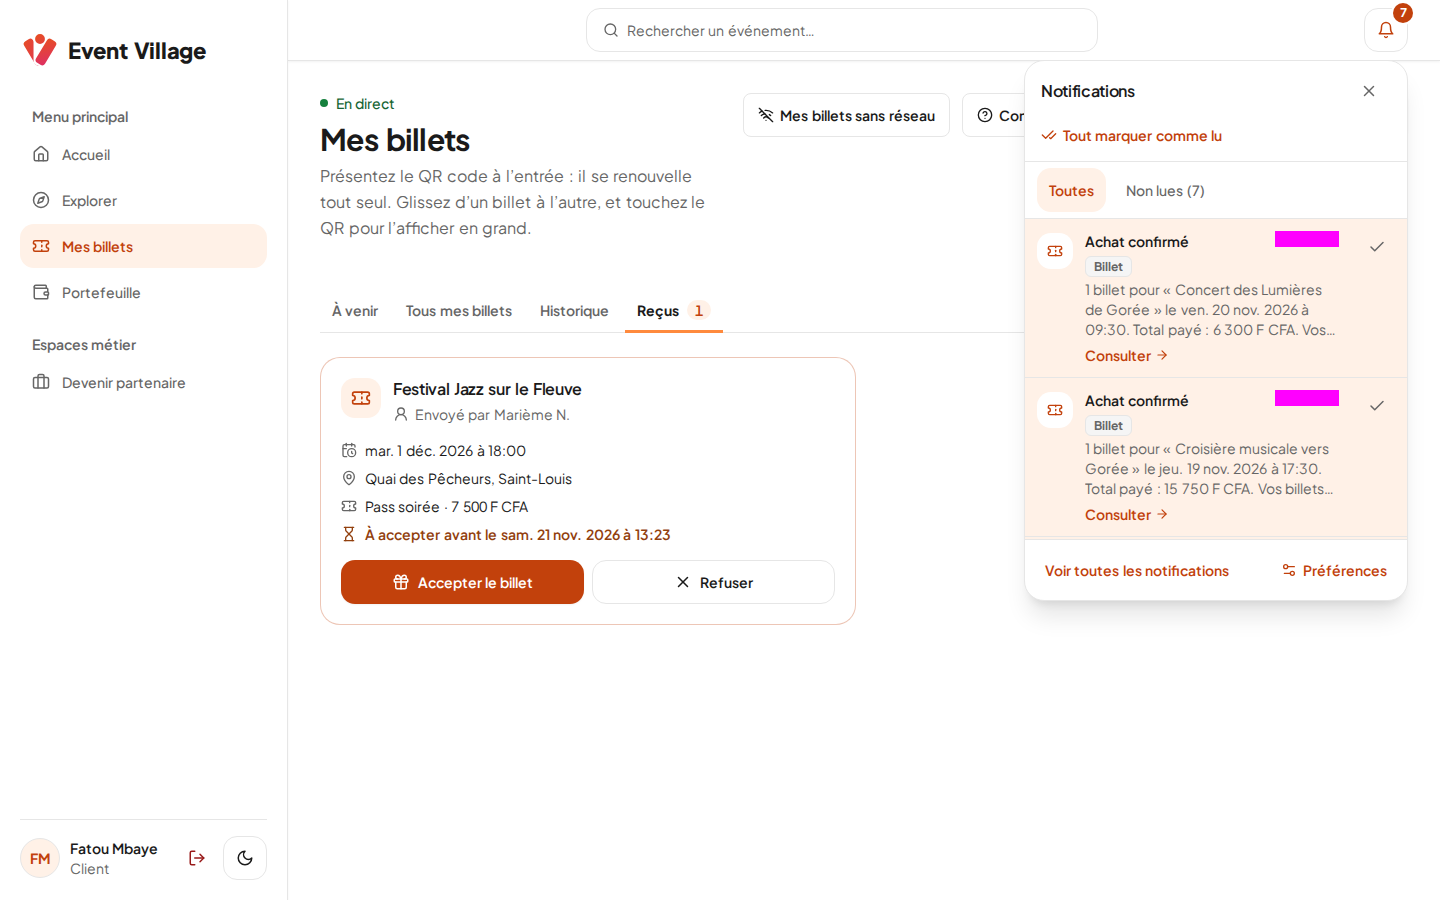 Event Village
Menu principal
Accueil
Explorer
Mes billets
Portefeuille
Espaces métier
Devenir partenaire
FM
Fatou Mbaye
Client
Rechercher un événement…
7
En direct
Mes billets
Présentez le QR code à l’entrée : il se renouvelle
tout seul. Glissez d’un billet à l’autre, et touchez le
QR pour l’afficher en grand.
Mes billets sans réseau
À venir
Tous mes billets
Historique
Reçus 1
Festival Jazz sur le Fleuve
Envoyé par Marième N.
mar. 1 déc. 2026 à 18:00
Quai des Pêcheurs, Saint-Louis
Pass soirée · 7 500 F CFA
À accepter avant le sam. 21 nov. 2026 à 13:23
Accepter le billet
Refuser
Notifications
Tout marquer comme lu
Toutes
Non lues (7)
Achat confirmé
Billet
1 billet pour « Concert des Lumières
de Gorée » le ven. 20 nov. 2026 à
09:30. Total payé : 6 300 F CFA. Vos…
Consulter
Achat confirmé
Billet
1 billet pour « Croisière musicale vers
Gorée » le jeu. 19 nov. 2026 à 17:30.
Total payé : 15 750 F CFA. Vos billets…
Consulter
Voir toutes les notifications
Préférences